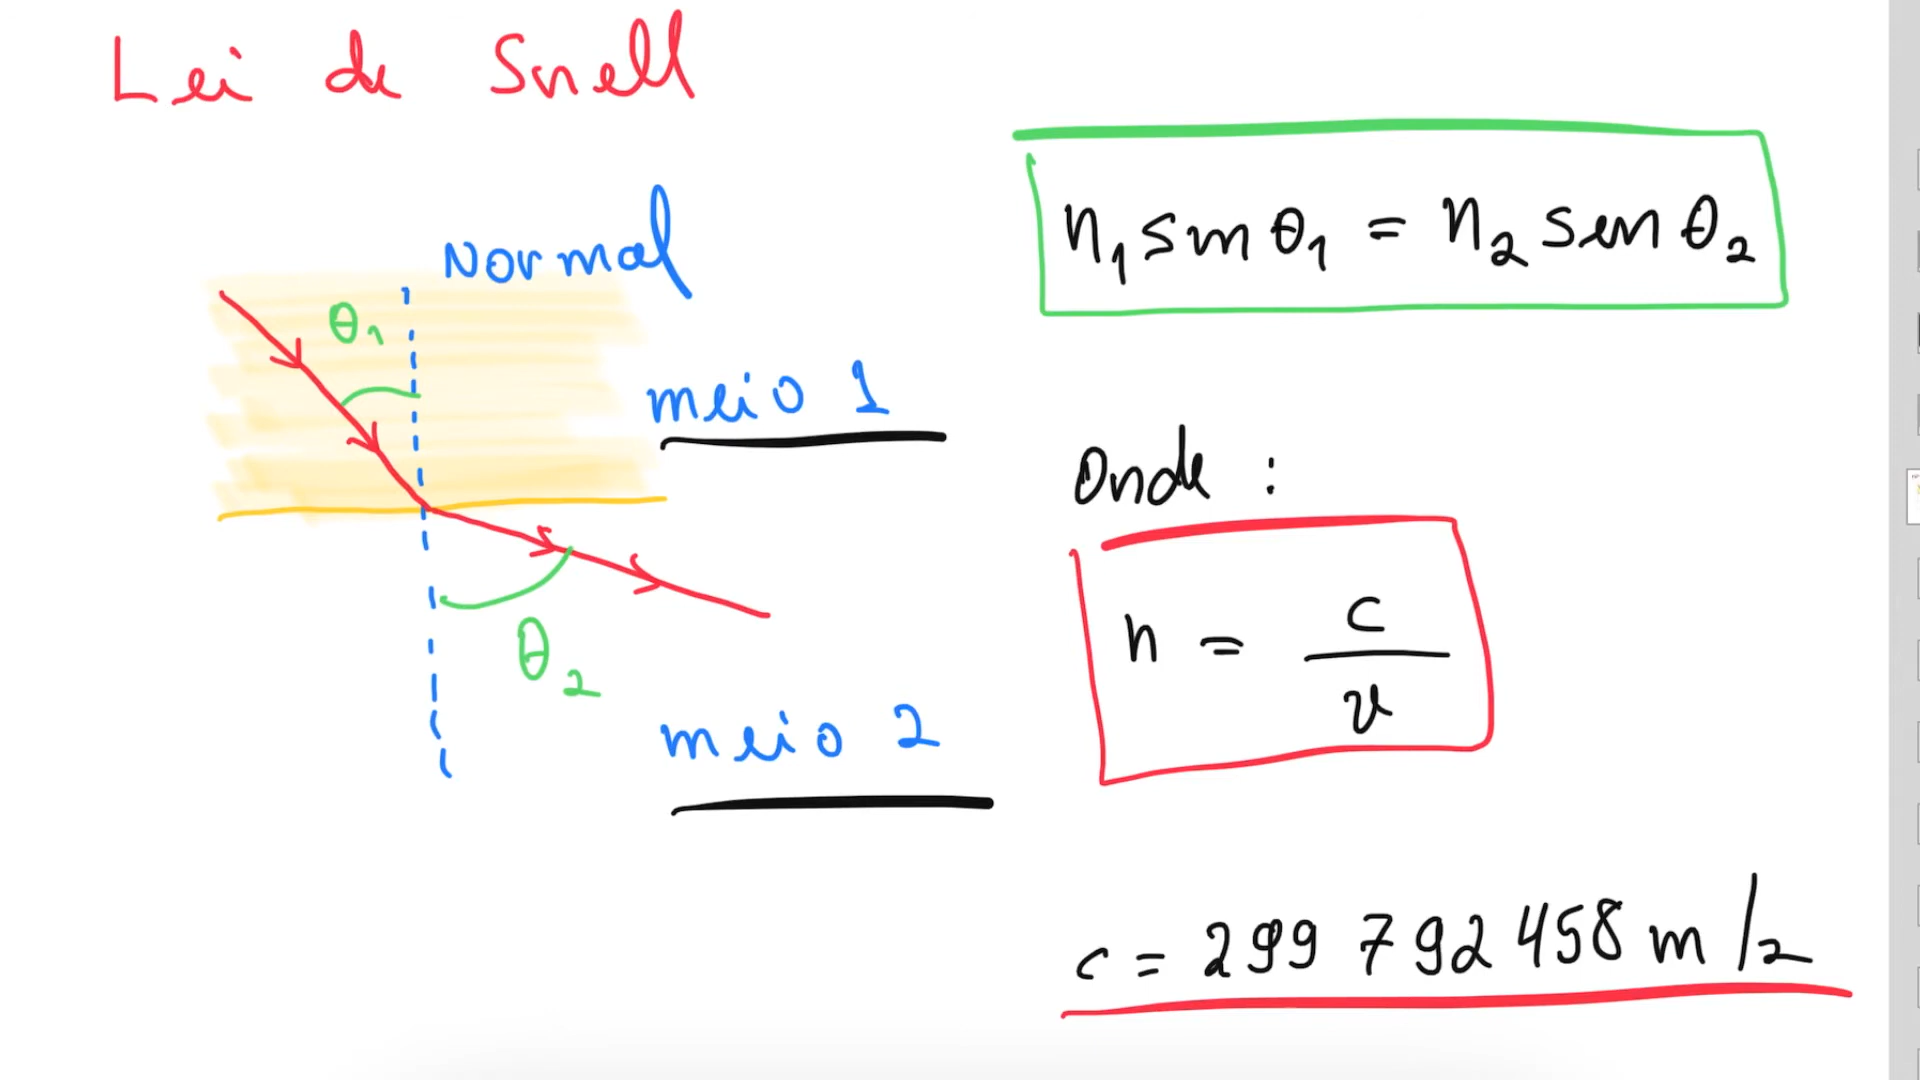 Lei de Snell
Normal
θ₁
meio 1
θ₂
meio 2
n₁ sen θ₁ = n₂ sen θ₂
Onde :
n = c / v
c = 299 792 458 m/s